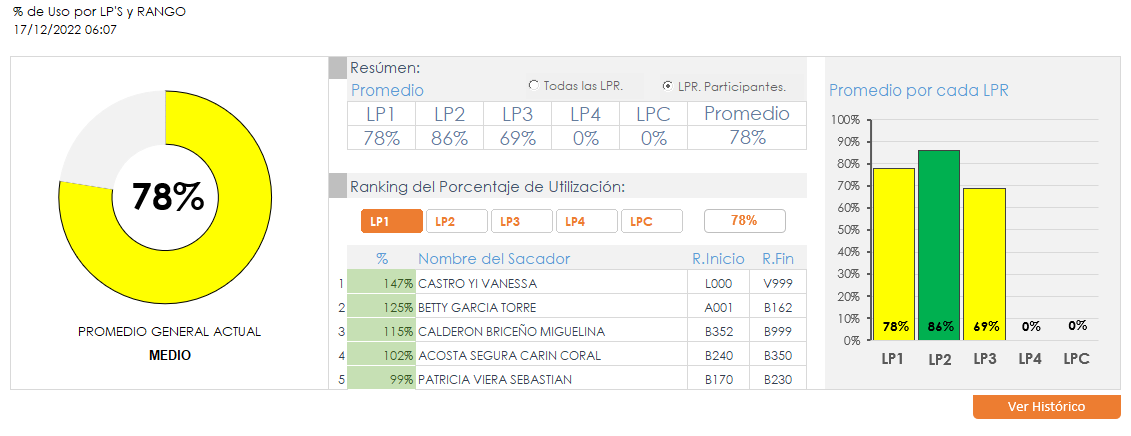 % de Uso por LP'S y RANGO
17/12/2022 06:07
78%
PROMEDIO GENERAL ACTUAL
MEDIO
Resúmen:
Promedio
Todas las LPR.
LPR. Participantes.
LP1 LP2 LP3 LP4 LPC Promedio
78% 86% 69% 0% 0% 78%
Ranking del Porcentaje de Utilización:
LP1 LP2 LP3 LP4 LPC 78%
% Nombre del Sacador R.Inicio R.Fin
1 147% CASTRO YI VANESSA L000 V999
2 125% BETTY GARCIA TORRE A001 B162
3 115% CALDERON BRICEÑO MIGUELINA B352 B999
4 102% ACOSTA SEGURA CARIN CORAL B240 B350
5 99% PATRICIA VIERA SEBASTIAN B170 B230
Promedio por cada LPR
100%
90%
80%
70%
60%
50%
40%
30%
20%
10%
0%
78% 86% 69% 0% 0%
LP1 LP2 LP3 LP4 LPC
Ver Histórico